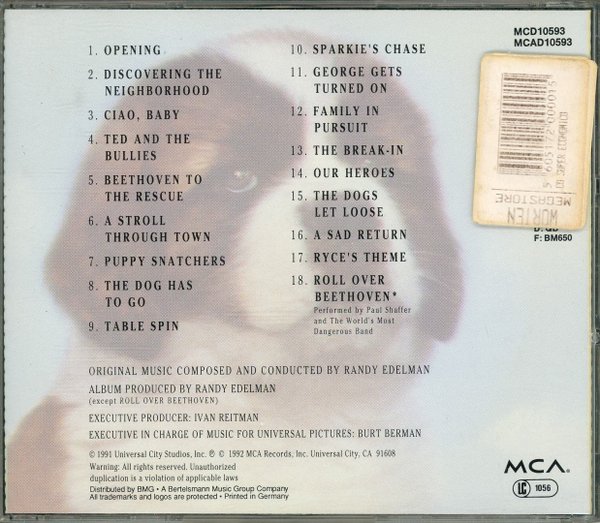 MCD10593
MCAD10593
1. OPENING
2. DISCOVERING THE
NEIGHBORHOOD
3. CIAO, BABY
4. TED AND THE
BULLIES
5. BEETHOVEN TO
THE RESCUE
6. A STROLL
THROUGH TOWN
7. PUPPY SNATCHERS
8. THE DOG HAS
TO GO
9. TABLE SPIN
10. SPARKIE'S CHASE
11. GEORGE GETS
TURNED ON
12. FAMILY IN
PURSUIT
13. THE BREAK-IN
14. OUR HEROES
15. THE DOGS
LET LOOSE
16. A SAD RETURN
17. RYCE'S THEME
18. ROLL OVER
BEETHOVEN*
Performed by Paul Shaffer
and The World's Most
Dangerous Band
CD SUPER ECONOMICO
WORTEN
MEGASTORE
F: BM650
ORIGINAL MUSIC COMPOSED AND CONDUCTED BY RANDY EDELMAN
ALBUM PRODUCED BY RANDY EDELMAN
(except ROLL OVER BEETHOVEN)
EXECUTIVE PRODUCER: IVAN REITMAN
EXECUTIVE IN CHARGE OF MUSIC FOR UNIVERSAL PICTURES: BURT BERMAN
© 1991 Universal City Studios, Inc. ℗ © 1992 MCA Records, Inc. Universal City, CA 91608
Warning: All rights reserved. Unauthorized
duplication is a violation of applicable laws
Distributed by BMG • A Bertelsmann Music Group Company
All trademarks and logos are protected • Printed in Germany
MCA®
LC 1056